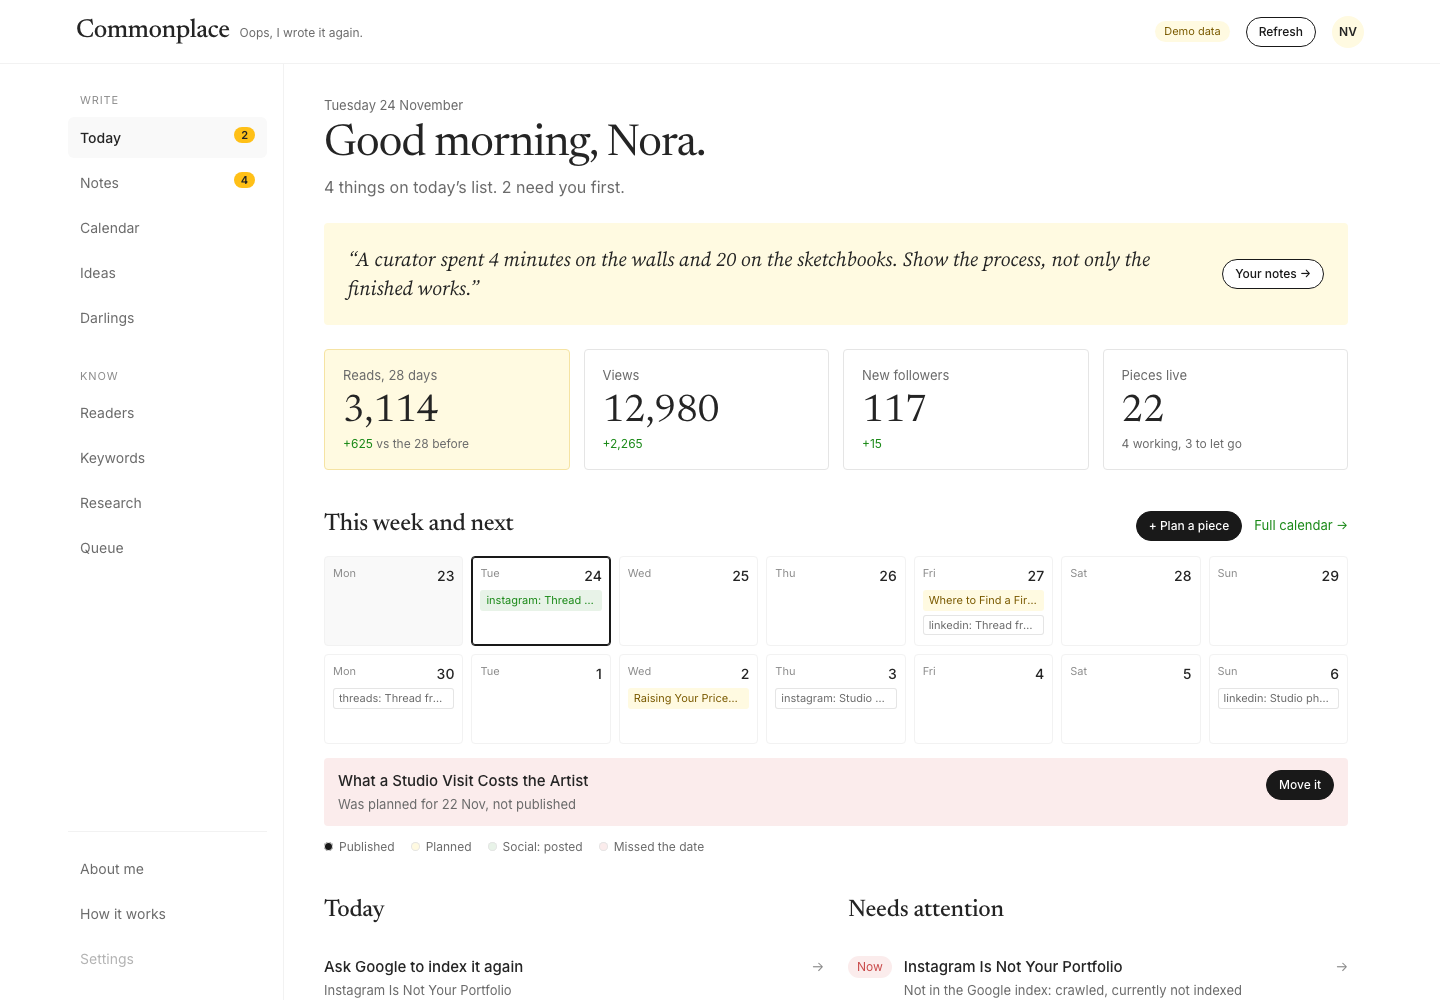 Commonplace
Oops, I wrote it again.
Demo data
Refresh
NV
WRITE
Today 2
Notes 4
Calendar
Ideas
Darlings
KNOW
Readers
Keywords
Research
Queue
About me
How it works
Settings
Tuesday 24 November
Good morning, Nora.
4 things on today’s list. 2 need you first.
“A curator spent 4 minutes on the walls and 20 on the sketchbooks. Show the process, not only the
finished works.”
Your notes →
Reads, 28 days
3,114
+625 vs the 28 before
Views
12,980
+2,265
New followers
117
+15
Pieces live
22
4 working, 3 to let go
This week and next
+ Plan a piece
Full calendar →
Mon 23
Tue 24
instagram: Thread ...
Wed 25
Thu 26
Fri 27
Where to Find a Fir...
linkedin: Thread fr...
Sat 28
Sun 29
Mon 30
threads: Thread fr...
Tue 1
Wed 2
Raising Your Price...
Thu 3
instagram: Studio ...
Fri 4
Sat 5
Sun 6
linkedin: Studio ph...
What a Studio Visit Costs the Artist
Was planned for 22 Nov, not published
Move it
Published
Planned
Social: posted
Missed the date
Today
Ask Google to index it again →
Instagram Is Not Your Portfolio
Needs attention
Now
Instagram Is Not Your Portfolio →
Not in the Google index: crawled, currently not indexed